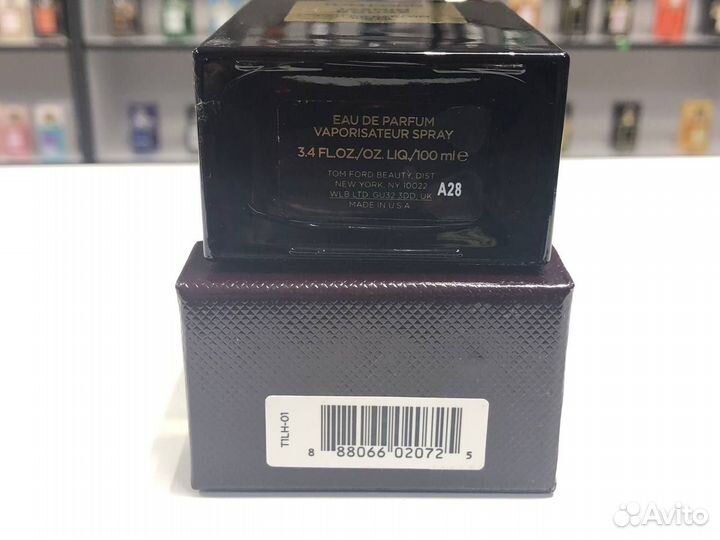 EAU DE PARFUM
VAPORISATEUR SPRAY
3.4 FL.OZ./OZ. LIQ./100 ml e
TOM FORD BEAUTY, DIST
NEW YORK, NY 10022
WLB LTD. GU32 3DD, UK
MADE IN U.S.A
A28
T1LH-01
8 88066 02072 5
Avito